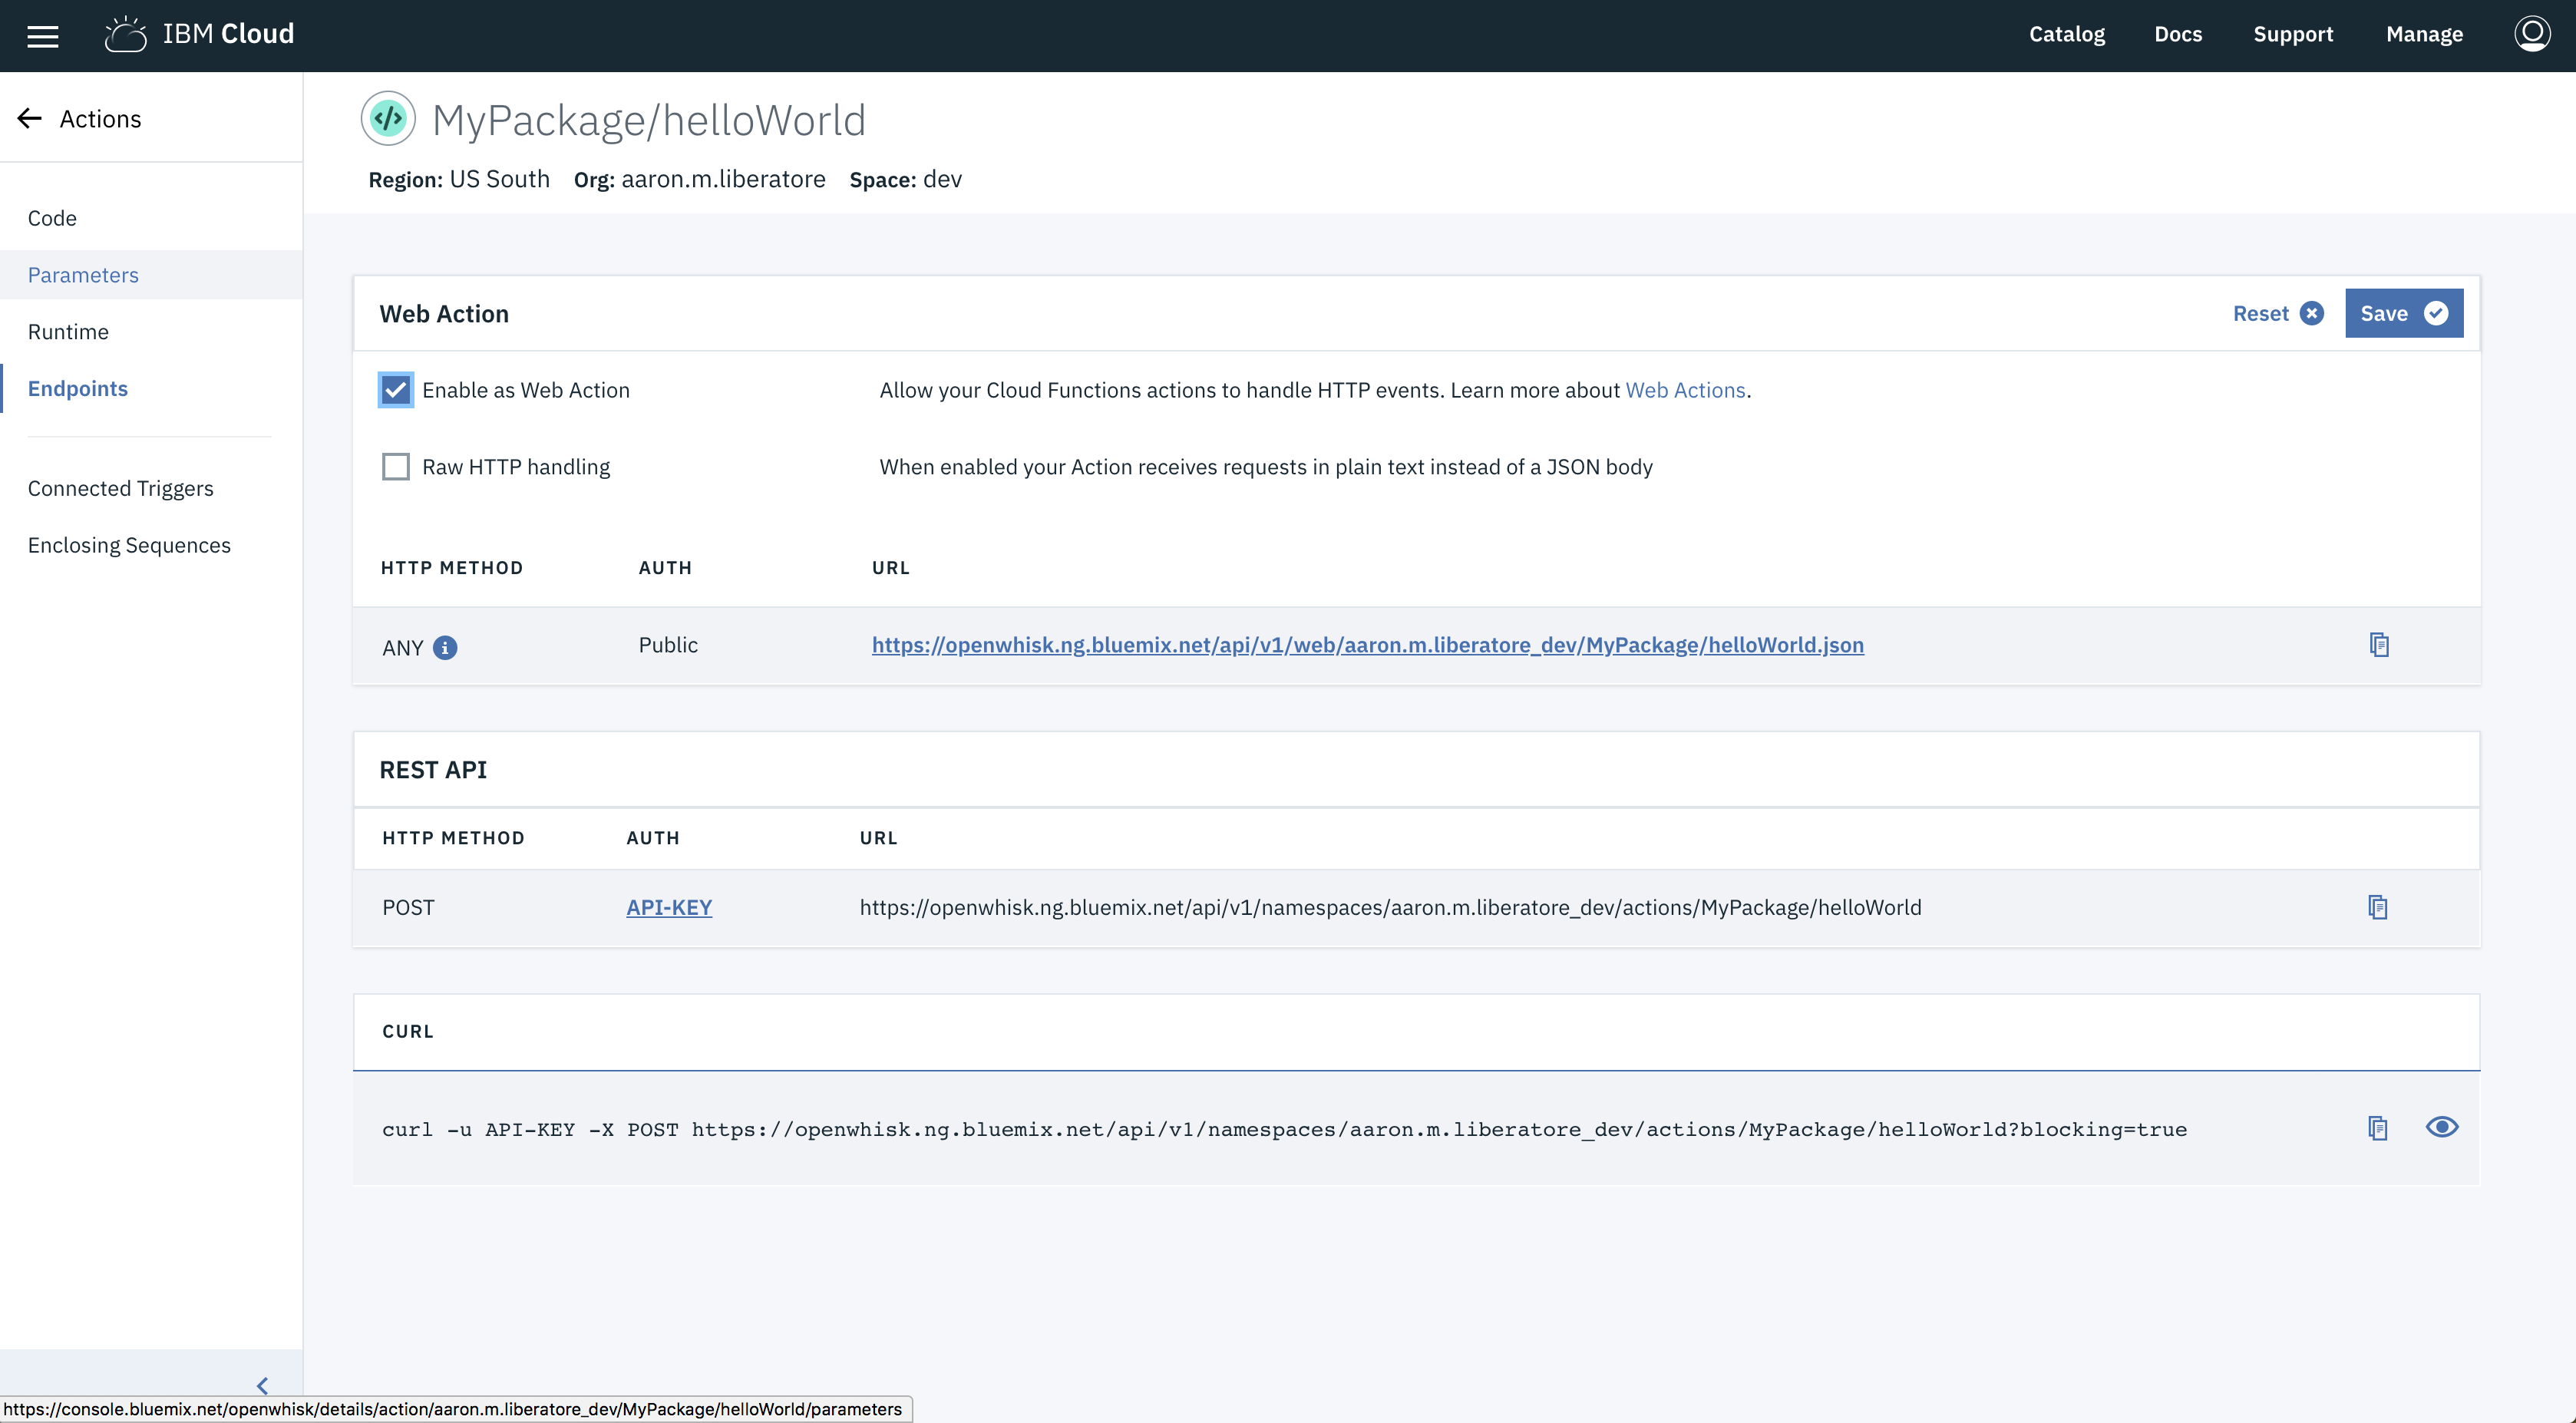 IBM Cloud
Catalog Docs Support Manage
Actions
Code
Parameters
Runtime
Endpoints
Connected Triggers
Enclosing Sequences
MyPackage/helloWorld
Region: US South Org: aaron.m.liberatore Space: dev
Web Action
Reset Save
Enable as Web Action Allow your Cloud Functions actions to handle HTTP events. Learn more about Web Actions.
Raw HTTP handling When enabled your Action receives requests in plain text instead of a JSON body
HTTP METHOD AUTH URL
ANY Public https://openwhisk.ng.bluemix.net/api/v1/web/aaron.m.liberatore_dev/MyPackage/helloWorld.json
REST API
HTTP METHOD AUTH URL
POST API-KEY https://openwhisk.ng.bluemix.net/api/v1/namespaces/aaron.m.liberatore_dev/actions/MyPackage/helloWorld
CURL
curl -u API-KEY -X POST https://openwhisk.ng.bluemix.net/api/v1/namespaces/aaron.m.liberatore_dev/actions/MyPackage/helloWorld?blocking=true
https://console.bluemix.net/openwhisk/details/action/aaron.m.liberatore_dev/MyPackage/helloWorld/parameters